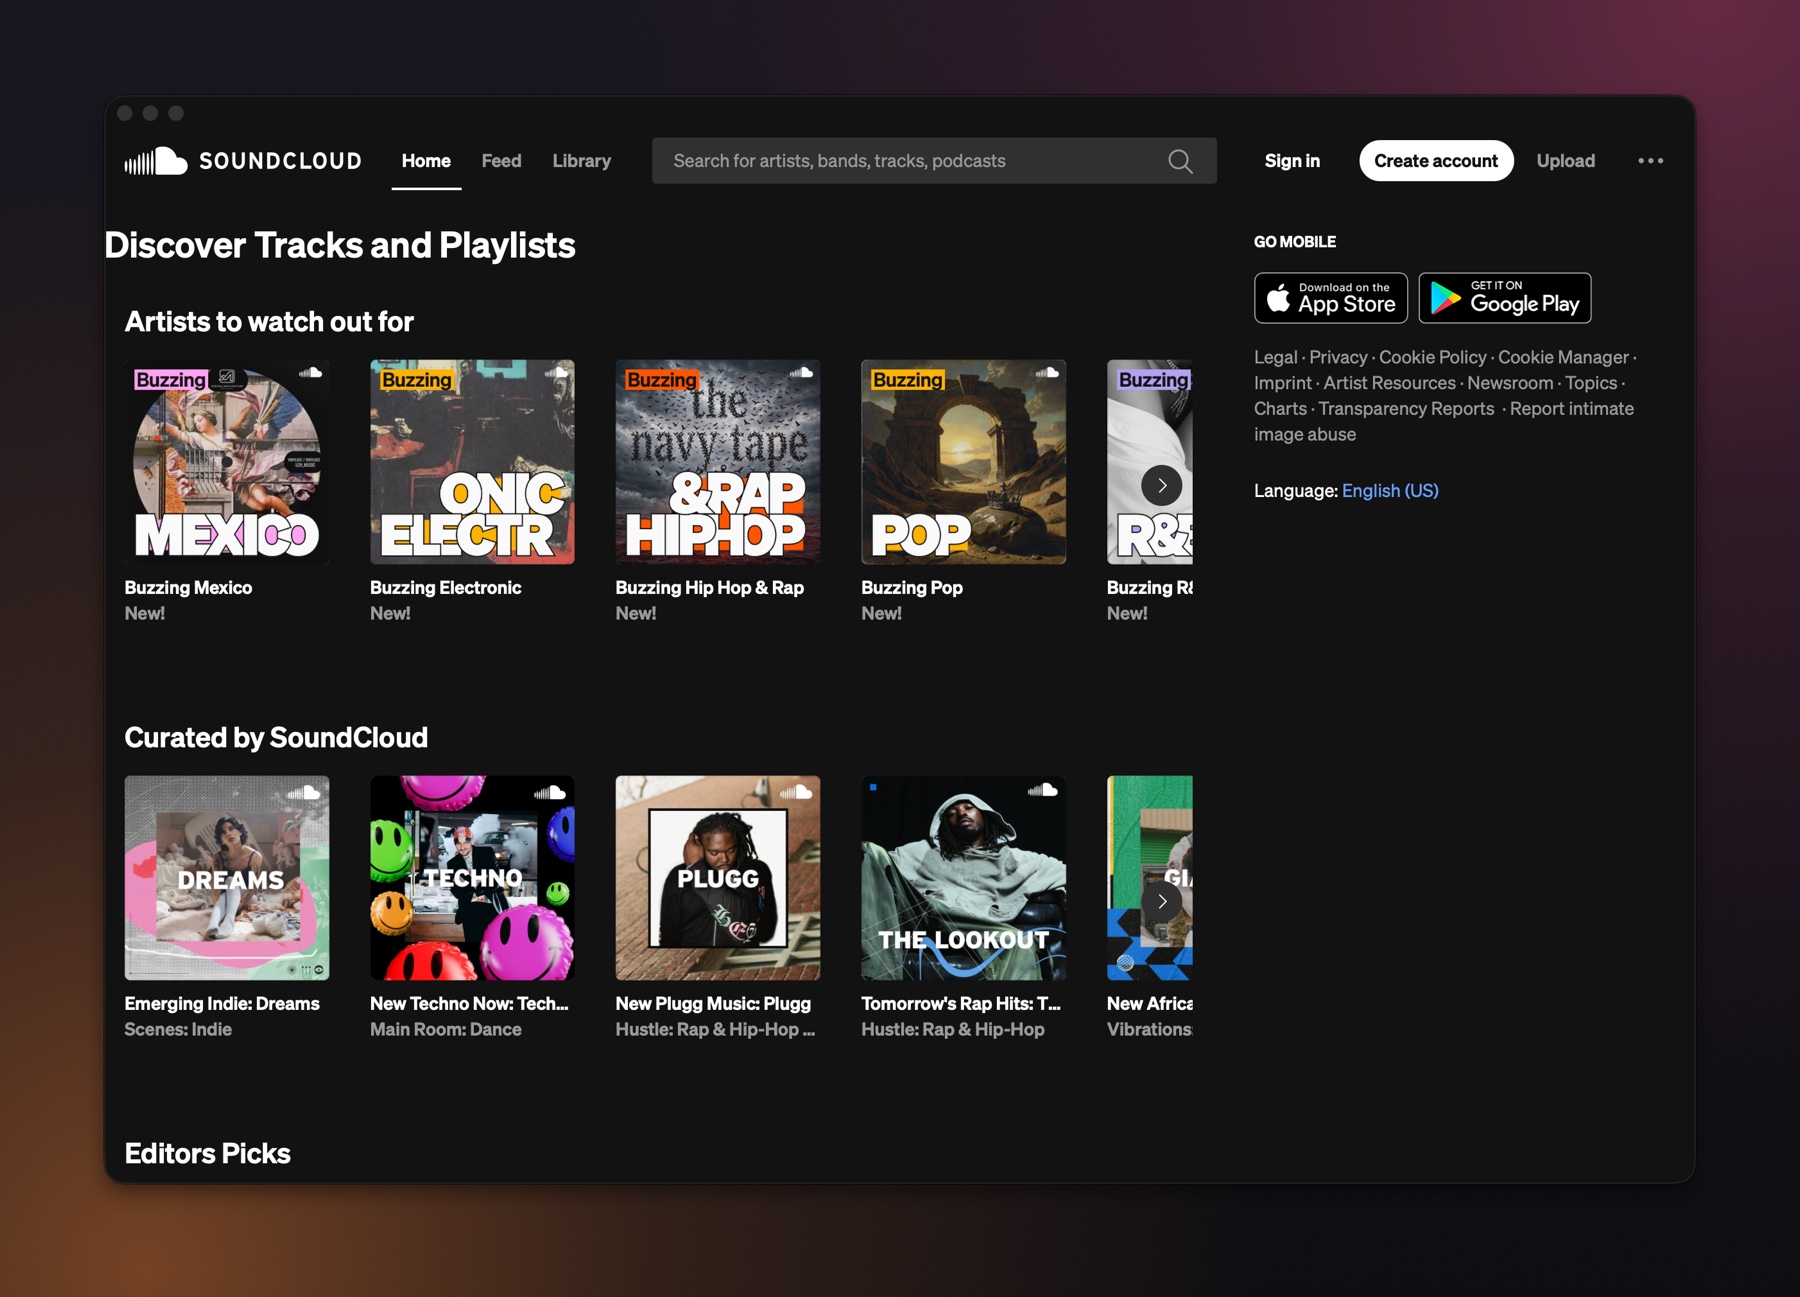 SOUNDCLOUD
Home
Feed
Library
Search for artists, bands, tracks, podcasts
Sign in
Create account
Upload
Discover Tracks and Playlists
GO MOBILE
Download on the
App Store
GET IT ON
Google Play
Legal · Privacy · Cookie Policy · Cookie Manager ·
Imprint · Artist Resources · Newsroom · Topics ·
Charts · Transparency Reports · Report intimate
image abuse
Language: English (US)
Artists to watch out for
Buzzing
MEXICO
Buzzing
ONIC
ELECTR
Buzzing
the
navy tape
&RAP
HIPHOP
Buzzing
POP
Buzzing
R&
Buzzing Mexico
New!
Buzzing Electronic
New!
Buzzing Hip Hop & Rap
New!
Buzzing Pop
New!
Buzzing R&
New!
Curated by SoundCloud
DREAMS
TECHNO
PLUGG
THE LOOKOUT
GIA
Emerging Indie: Dreams
Scenes: Indie
New Techno Now: Tech...
Main Room: Dance
New Plugg Music: Plugg
Hustle: Rap & Hip-Hop ...
Tomorrow's Rap Hits: T...
Hustle: Rap & Hip-Hop
New Africa
Vibrations:
Editors Picks